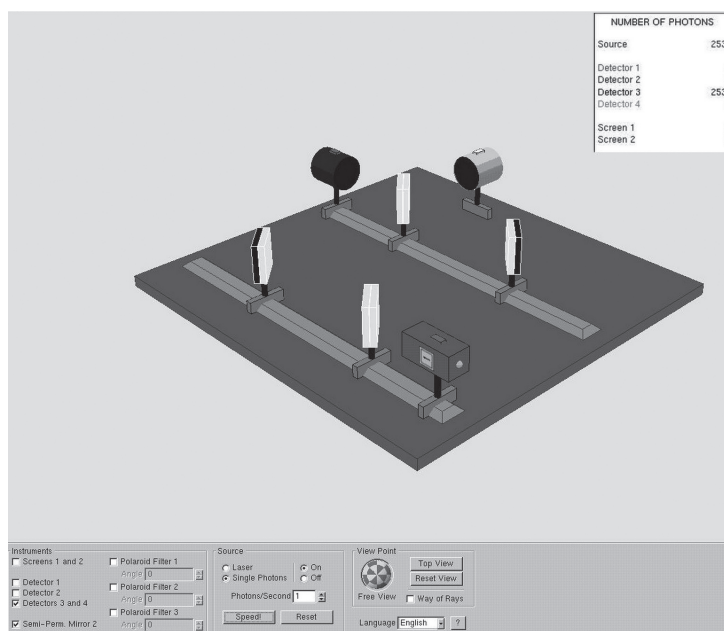 NUMBER OF PHOTONS
Source 253
Detector 1
Detector 2
Detector 3 253
Detector 4
Screen 1
Screen 2
Instruments
Screens 1 and 2
Detector 1
Detector 2
Detectors 3 and 4
Semi-Perm. Mirror 2
Polaroid Filter 1
Angle 0
Polaroid Filter 2
Angle 0
Polaroid Filter 3
Angle 0
Source
Laser
Single Photons
On
Off
Photons/Second 1
Speed!
Reset
View Point
Free View
Top View
Reset View
Way of Rays
Language English ?